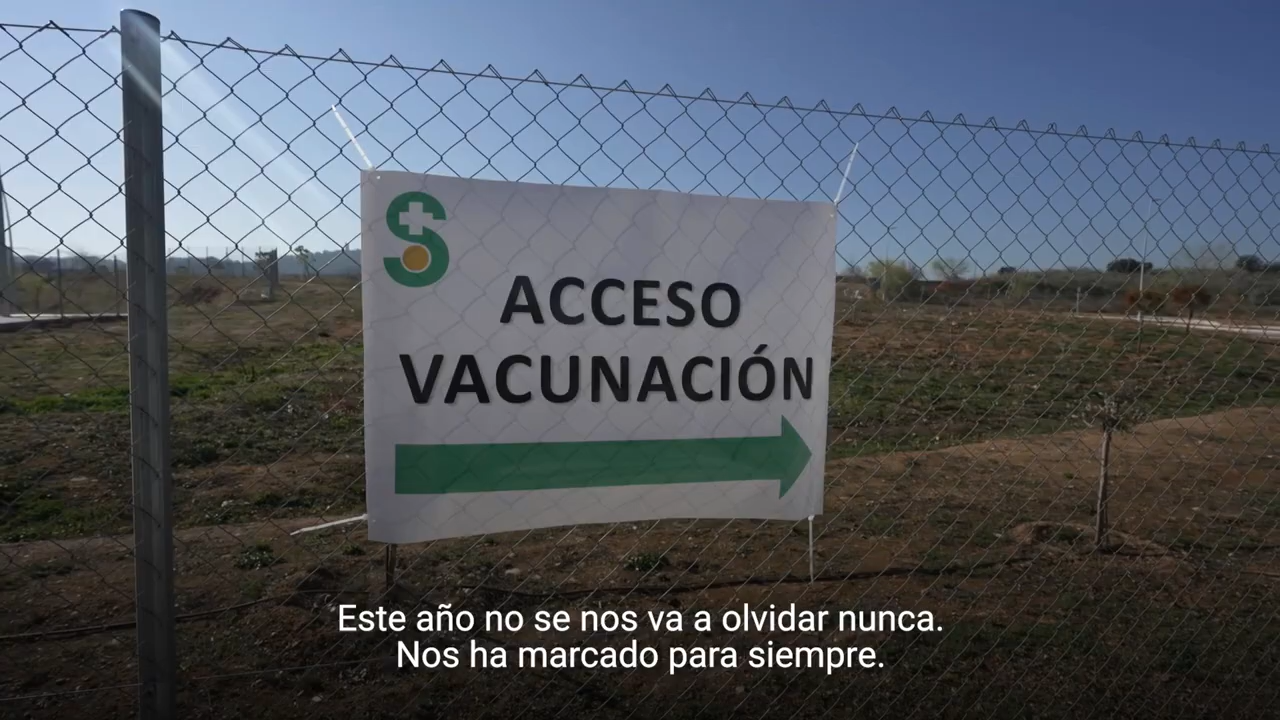 ACCESO
VACUNACIÓN
Este año no se nos va a olvidar nunca.
Nos ha marcado para siempre.